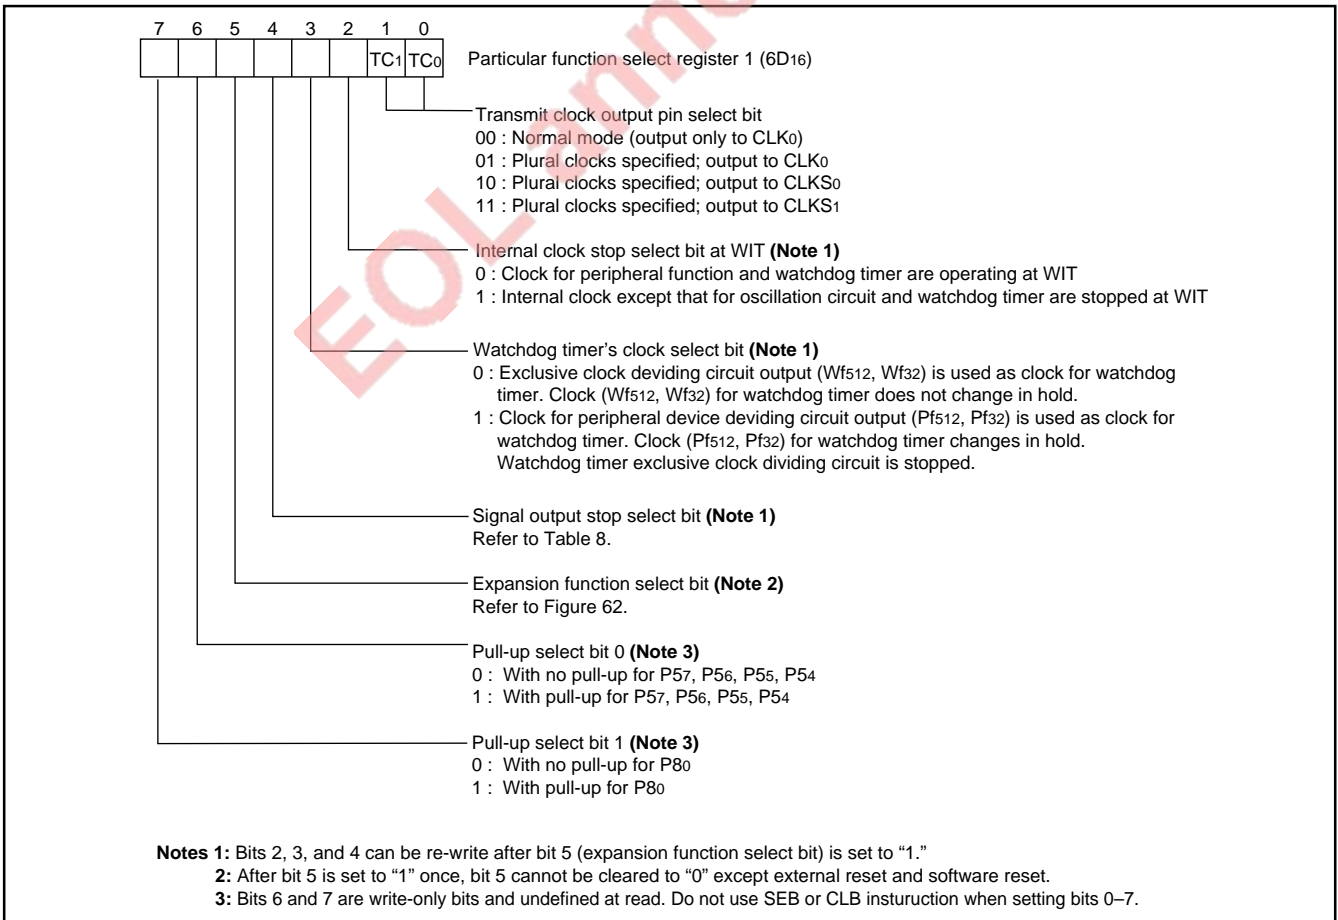 7 6 5 4 3 2 1 0
TC1 TC0 Particular function select register 1 (6D16)
Transmit clock output pin select bit
00 : Normal mode (output only to CLK0)
01 : Plural clocks specified; output to CLK0
10 : Plural clocks specified; output to CLKS0
11 : Plural clocks specified; output to CLKS1
Internal clock stop select bit at WIT (Note 1)
0 : Clock for peripheral function and watchdog timer are operating at WIT
1 : Internal clock except that for oscillation circuit and watchdog timer are stopped at WIT
Watchdog timer's clock select bit (Note 1)
0 : Exclusive clock deviding circuit output (Wf512, Wf32) is used as clock for watchdog
timer. Clock (Wf512, Wf32) for watchdog timer does not change in hold.
1 : Clock for peripheral device deviding circuit output (Pf512, Pf32) is used as clock for
watchdog timer. Clock (Pf512, Pf32) for watchdog timer changes in hold.
Watchdog timer exclusive clock dividing circuit is stopped.
Signal output stop select bit (Note 1)
Refer to Table 8.
Expansion function select bit (Note 2)
Refer to Figure 62.
Pull-up select bit 0 (Note 3)
0 : With no pull-up for P57, P56, P55, P54
1 : With pull-up for P57, P56, P55, P54
Pull-up select bit 1 (Note 3)
0 : With no pull-up for P80
1 : With pull-up for P80
Notes 1: Bits 2, 3, and 4 can be re-write after bit 5 (expansion function select bit) is set to “1.”
2: After bit 5 is set to “1” once, bit 5 cannot be cleared to “0” except external reset and software reset.
3: Bits 6 and 7 are write-only bits and undefined at read. Do not use SEB or CLB insturuction when setting bits 0–7.
EOL